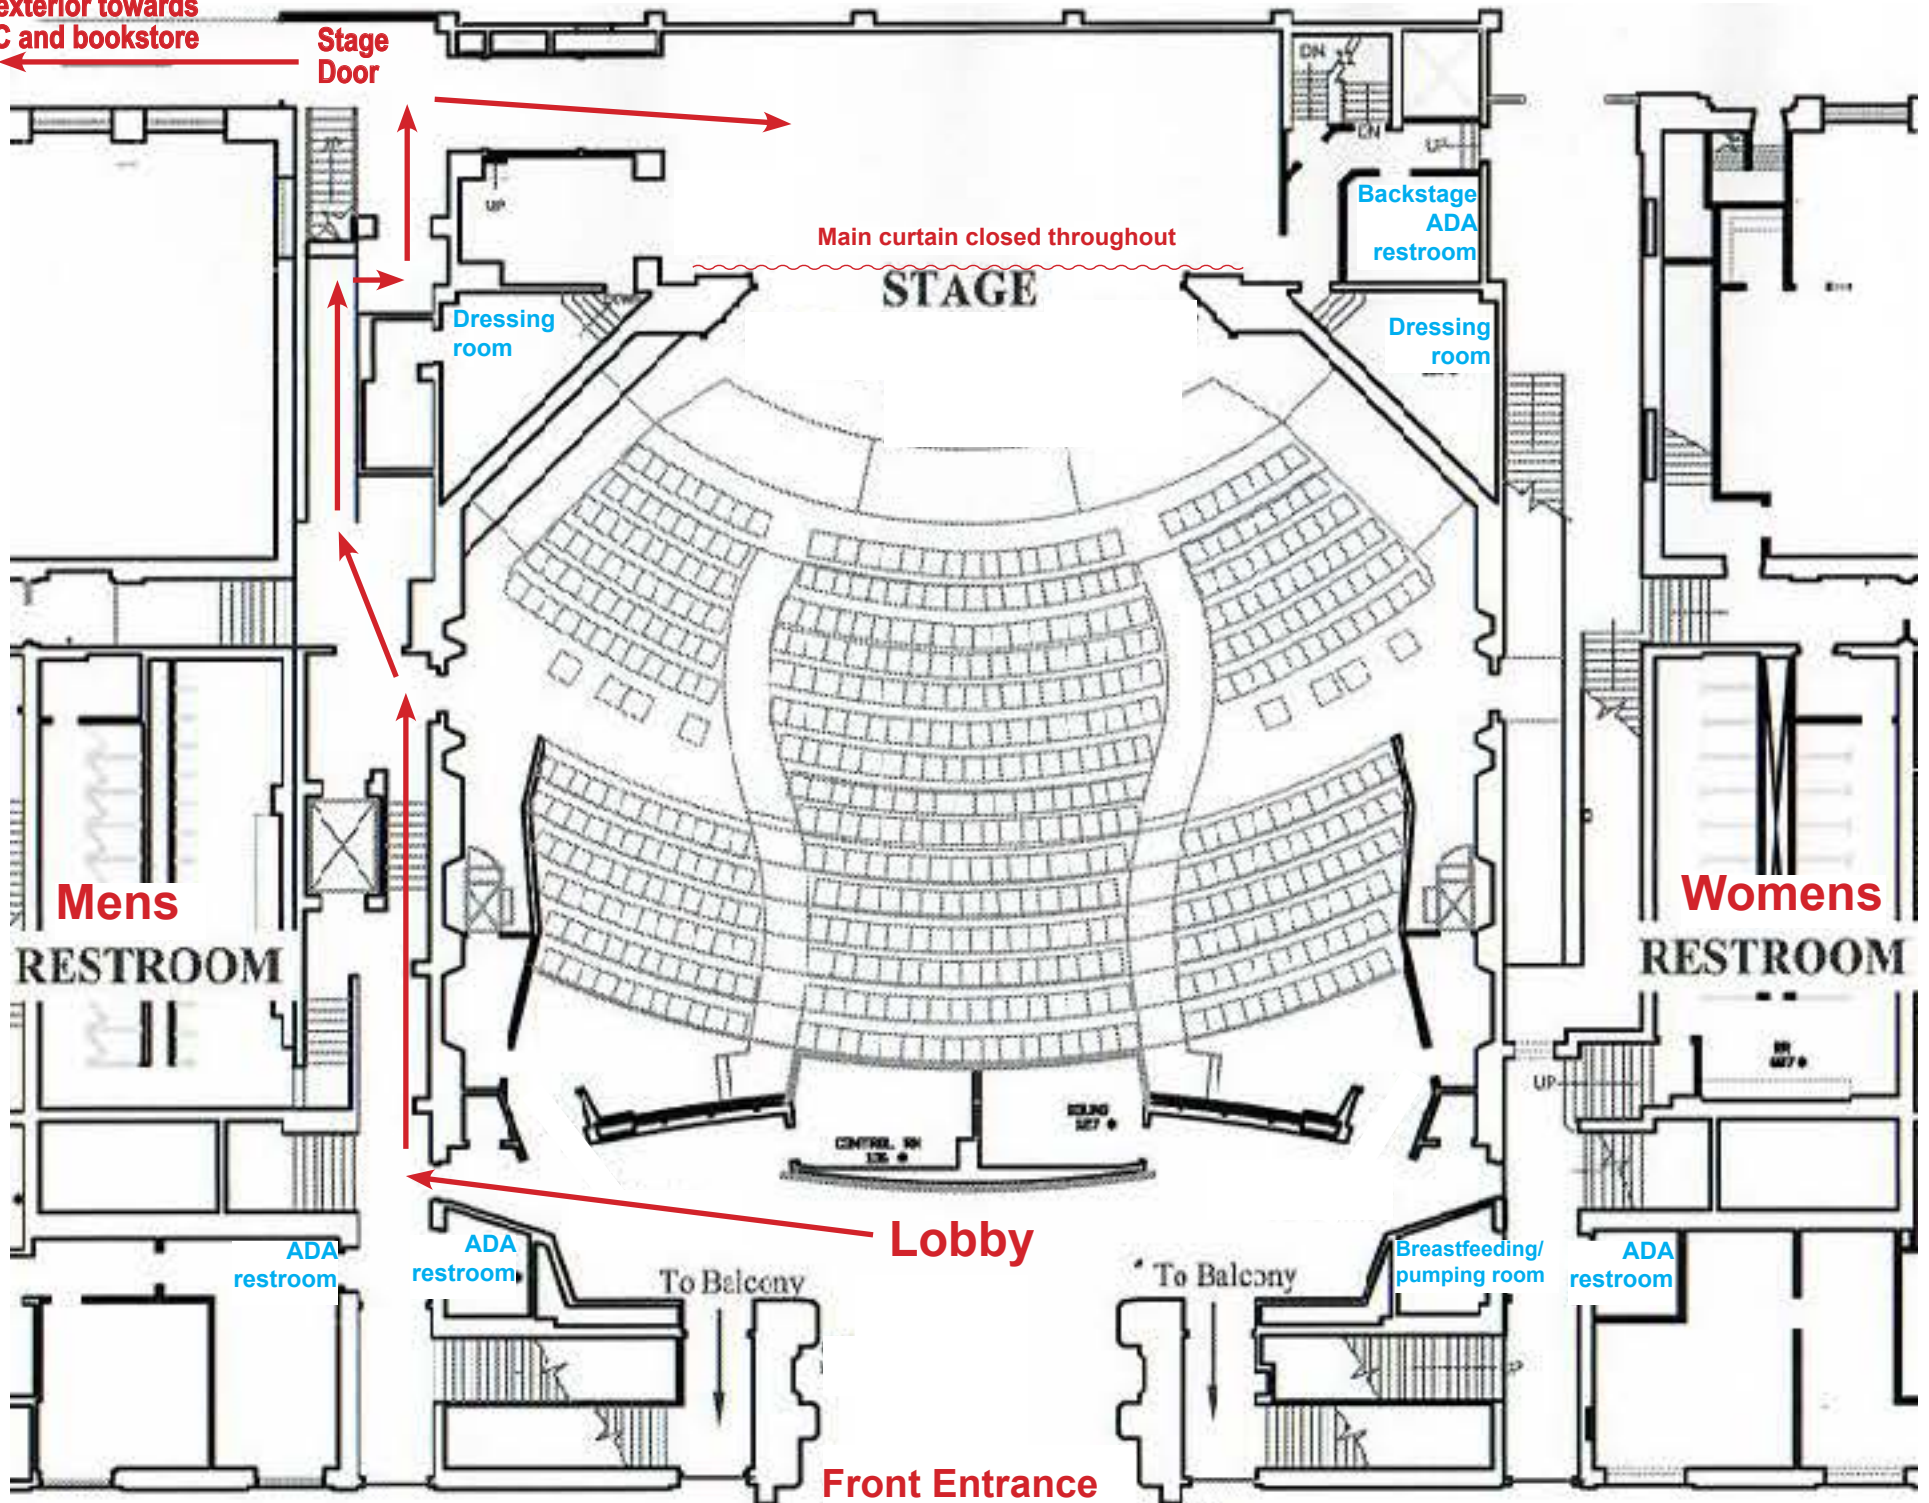 exterior towards
C and bookstore
Stage
Door
DN
DN
UP
UP
UP
Backstage
ADA
restroom
Main curtain closed throughout
STAGE
Dressing
room
Dressing
room
Mens
RESTROOM
Womens
RESTROOM
UP
CONTROL RM
Lobby
ADA
restroom
ADA
restroom
To Balcony
To Balcony
Breastfeeding/
pumping room
ADA
restroom
Front Entrance